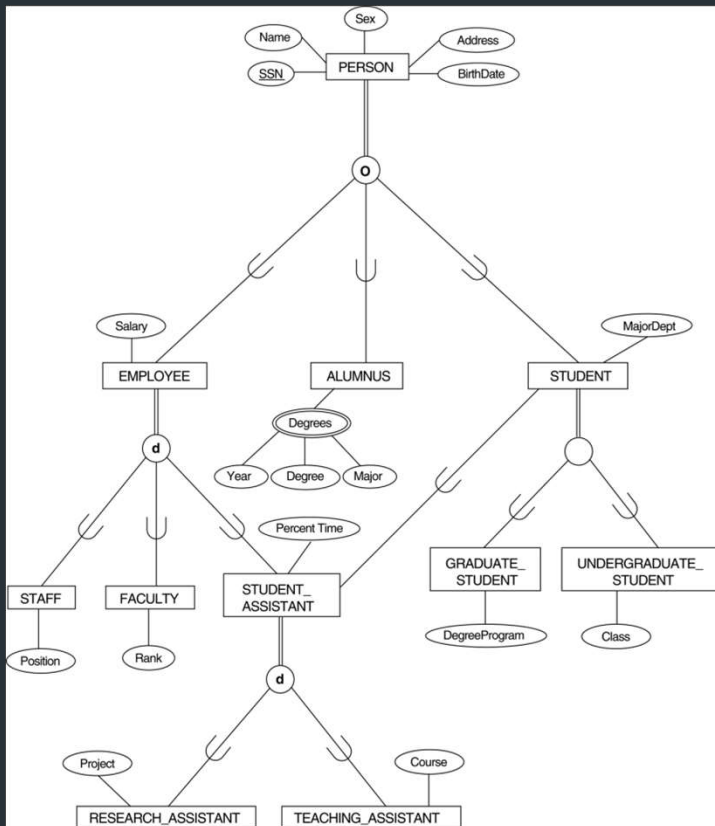 Sex
Name
Address
PERSON
SSN
BirthDate
O
Salary
MajorDept
EMPLOYEE
ALUMNUS
STUDENT
Degrees
d
Year
Degree
Major
Percent Time
STAFF
FACULTY
STUDENT_
ASSISTANT
GRADUATE_
STUDENT
UNDERGRADUATE_
STUDENT
Position
Rank
DegreeProgram
Class
d
Project
Course
RESEARCH_ASSISTANT
TEACHING_ASSISTANT